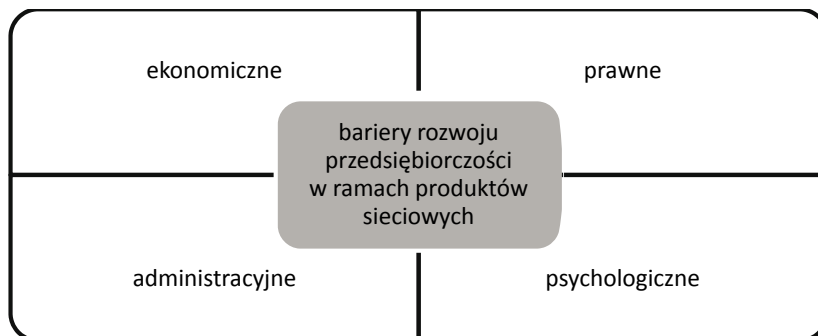 ekonomiczne
prawne
bariery rozwoju
przedsiębiorczości
w ramach produktów
sieciowych
administracyjne
psychologiczne